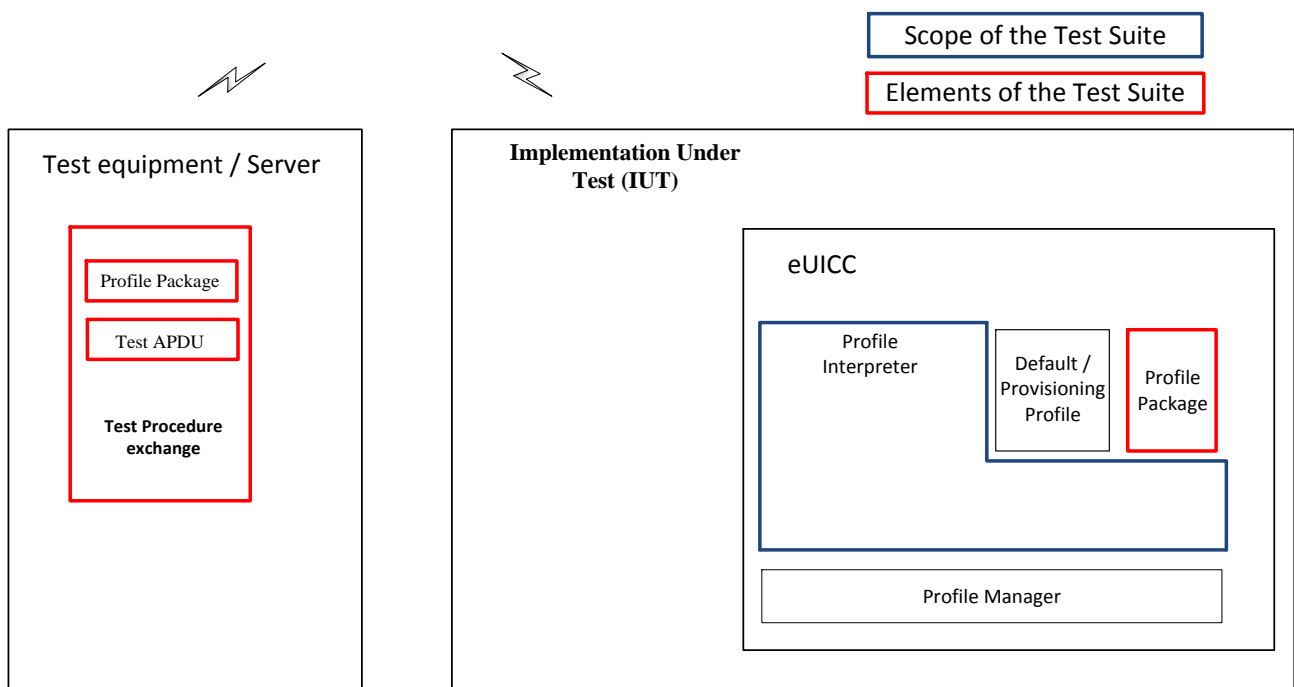 Scope of the Test Suite
Elements of the Test Suite
Test equipment / Server
Profile Package
Test APDU
Test Procedure
exchange
Implementation Under
Test (IUT)
eUICC
Profile
Interpreter
Default /
Provisioning
Profile
Profile
Package
Profile Manager